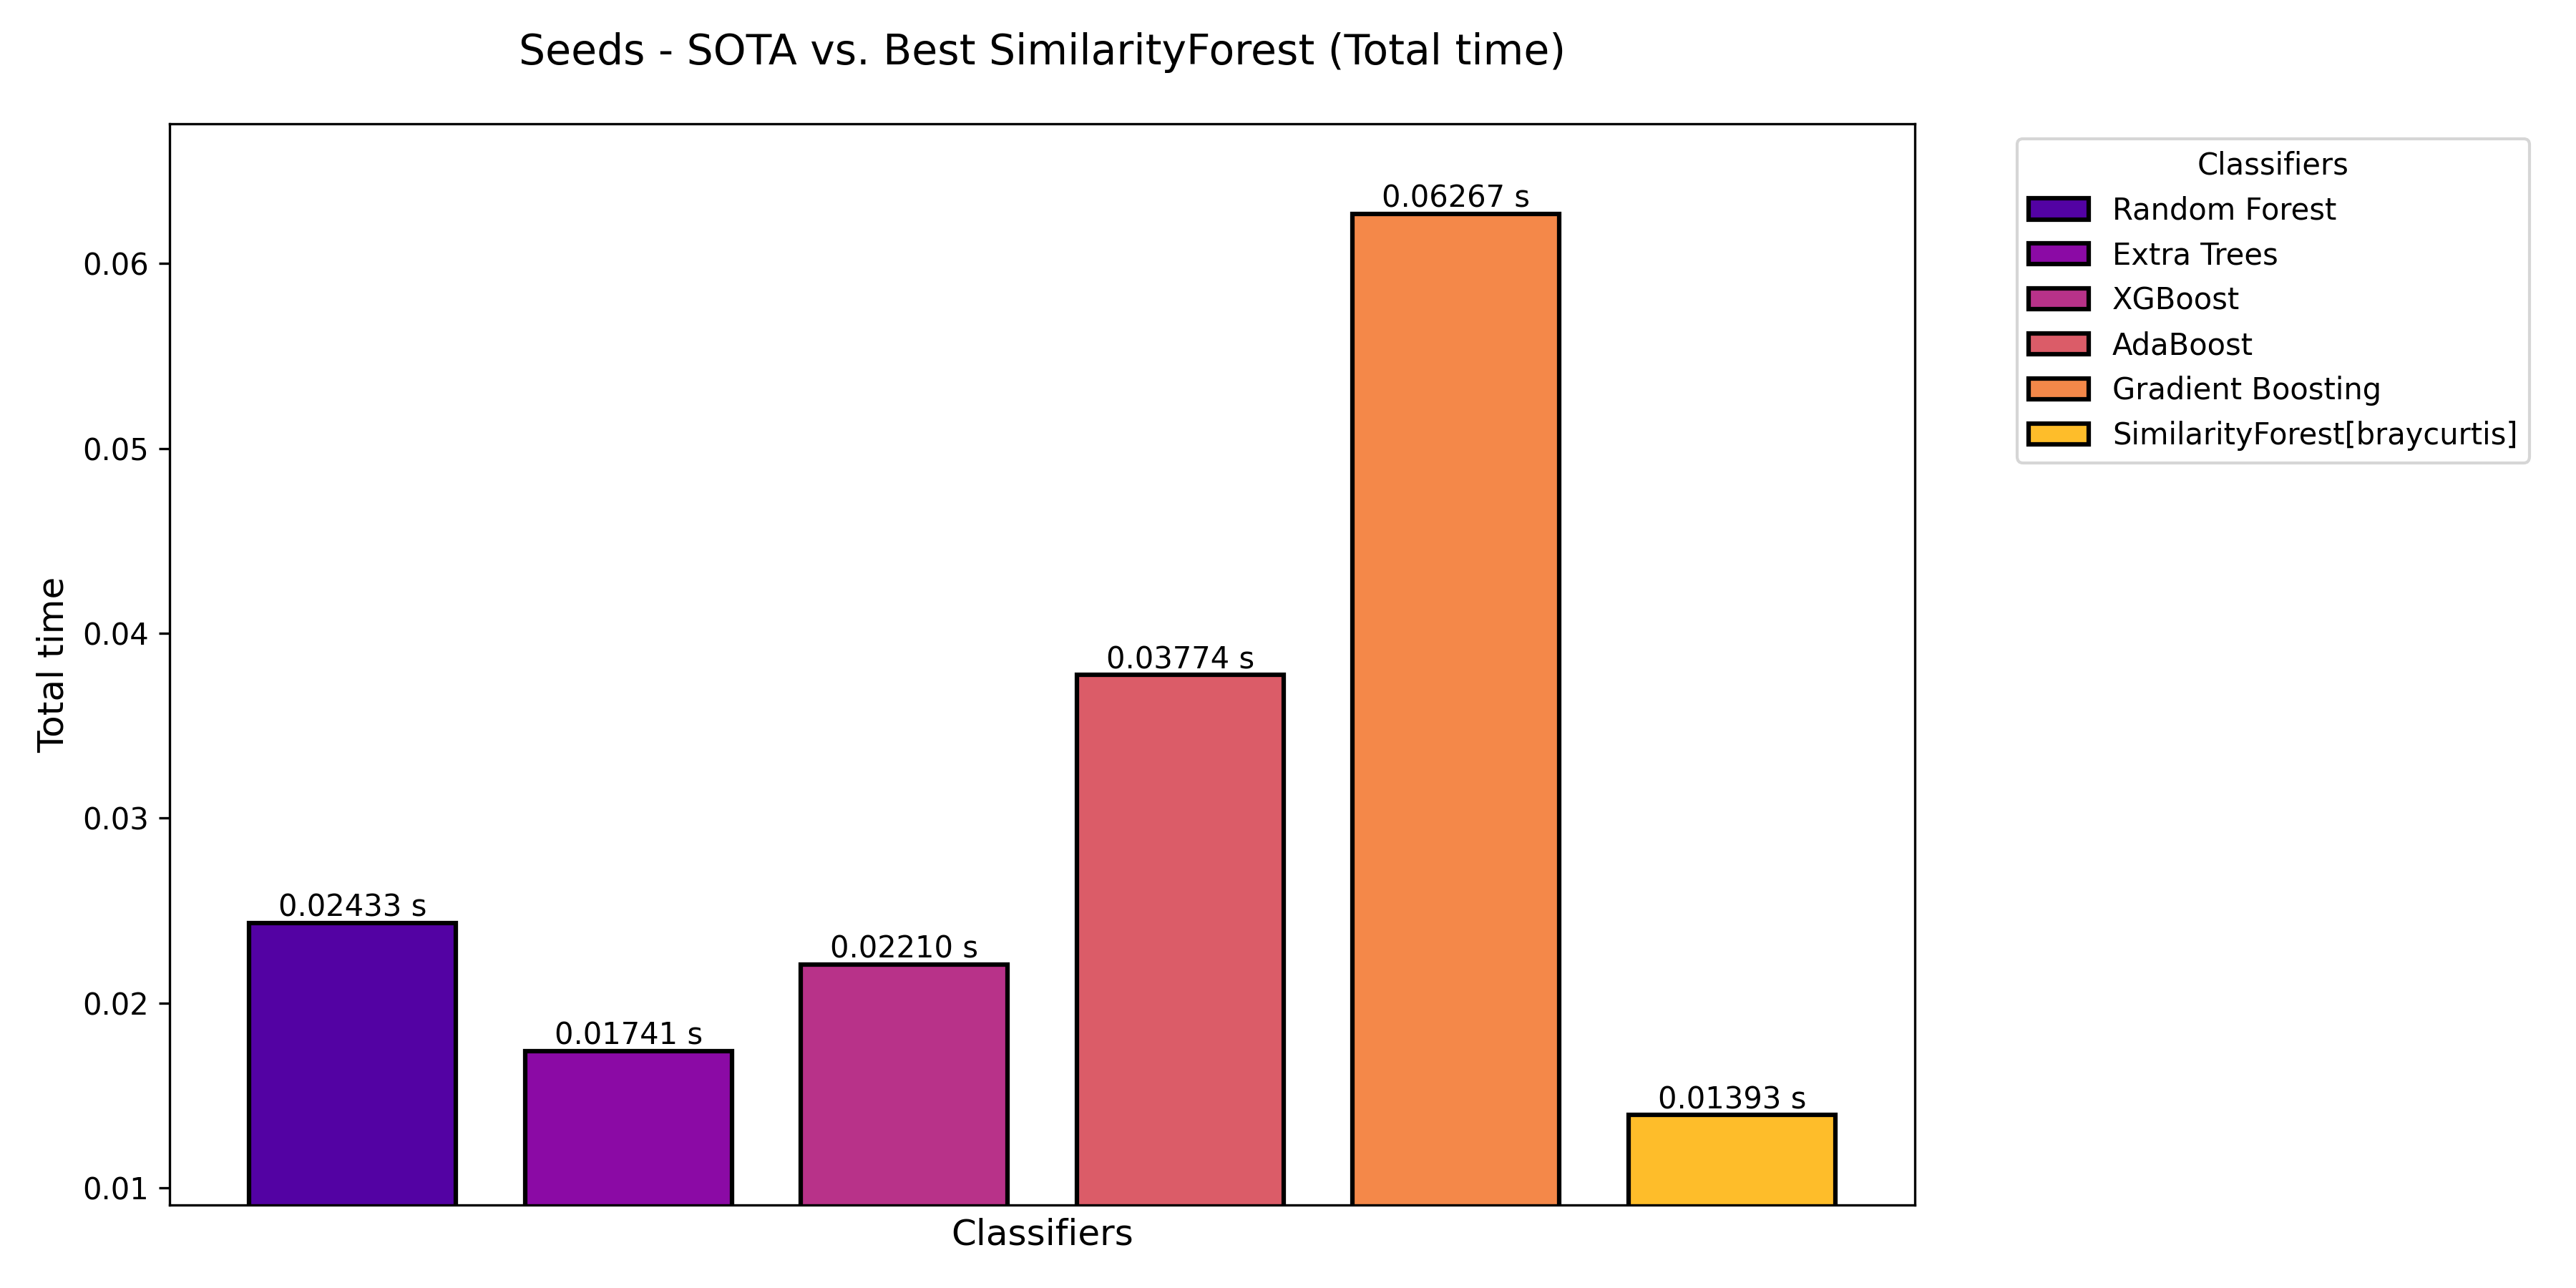 Seeds - SOTA vs. Best SimilarityForest (Total time)
Total time
0.06
0.05
0.04
0.03
0.02
0.01
0.02433 s
0.01741 s
0.02210 s
0.03774 s
0.06267 s
0.01393 s
Classifiers
Classifiers
Random Forest
Extra Trees
XGBoost
AdaBoost
Gradient Boosting
SimilarityForest[braycurtis]